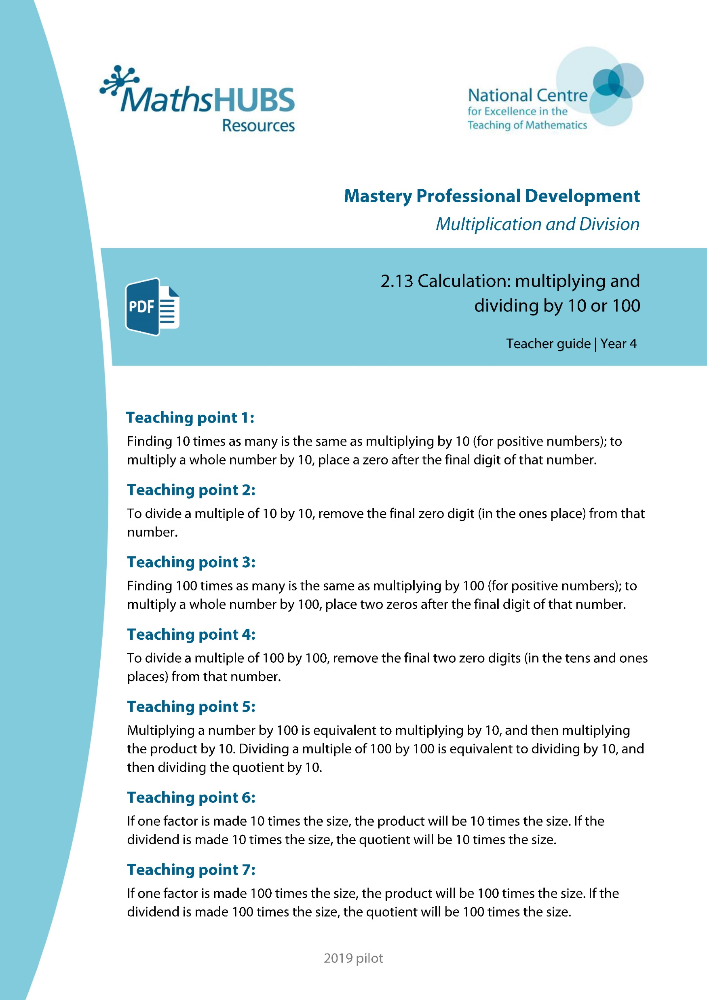 MathsHUBS
Resources
National Centre
for Excellence in the
Teaching of Mathematics
Mastery Professional Development
Multiplication and Division
PDF
2.13 Calculation: multiplying and
dividing by 10 or 100
Teacher guide | Year 4
Teaching point 1:
Finding 10 times as many is the same as multiplying by 10 (for positive numbers); to
multiply a whole number by 10, place a zero after the final digit of that number.
Teaching point 2:
To divide a multiple of 10 by 10, remove the final zero digit (in the ones place) from that
number.
Teaching point 3:
Finding 100 times as many is the same as multiplying by 100 (for positive numbers); to
multiply a whole number by 100, place two zeros after the final digit of that number.
Teaching point 4:
To divide a multiple of 100 by 100, remove the final two zero digits (in the tens and ones
places) from that number.
Teaching point 5:
Multiplying a number by 100 is equivalent to multiplying by 10, and then multiplying
the product by 10. Dividing a multiple of 100 by 100 is equivalent to dividing by 10, and
then dividing the quotient by 10.
Teaching point 6:
If one factor is made 10 times the size, the product will be 10 times the size. If the
dividend is made 10 times the size, the quotient will be 10 times the size.
Teaching point 7:
If one factor is made 100 times the size, the product will be 100 times the size. If the
dividend is made 100 times the size, the quotient will be 100 times the size.
2019 pilot